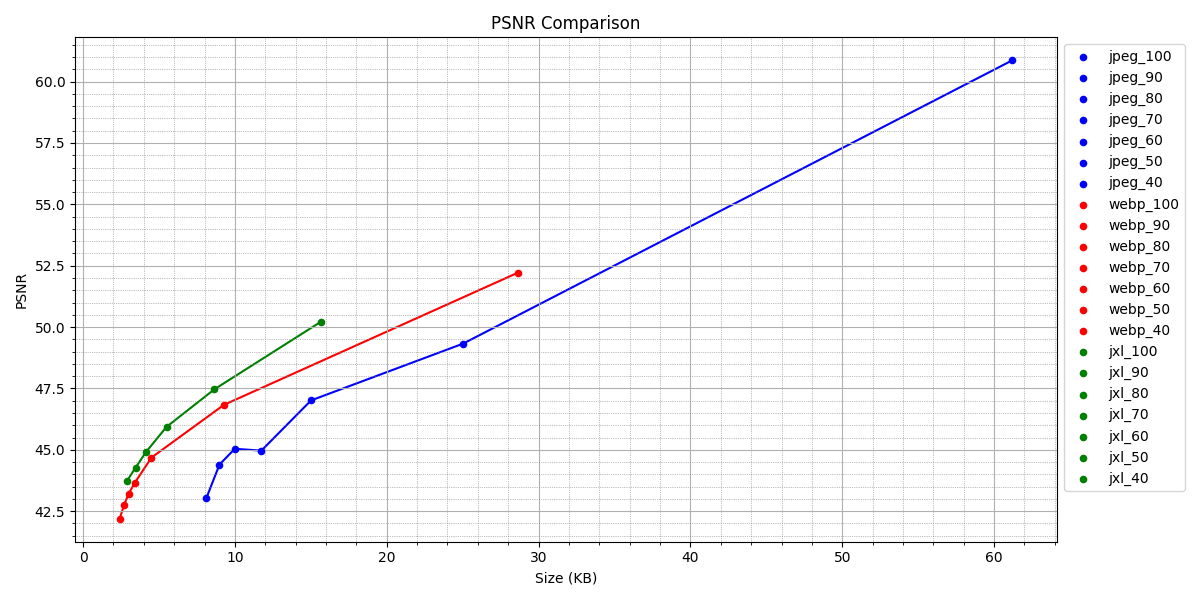 PSNR Comparison
PSNR
60.0
57.5
55.0
52.5
50.0
47.5
45.0
42.5
0 10 20 30 40 50 60
Size (KB)
jpeg_100
jpeg_90
jpeg_80
jpeg_70
jpeg_60
jpeg_50
jpeg_40
webp_100
webp_90
webp_80
webp_70
webp_60
webp_50
webp_40
jxl_100
jxl_90
jxl_80
jxl_70
jxl_60
jxl_50
jxl_40